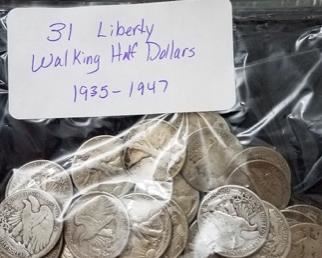 31 Liberty
Walking Half Dollars
1935-1947